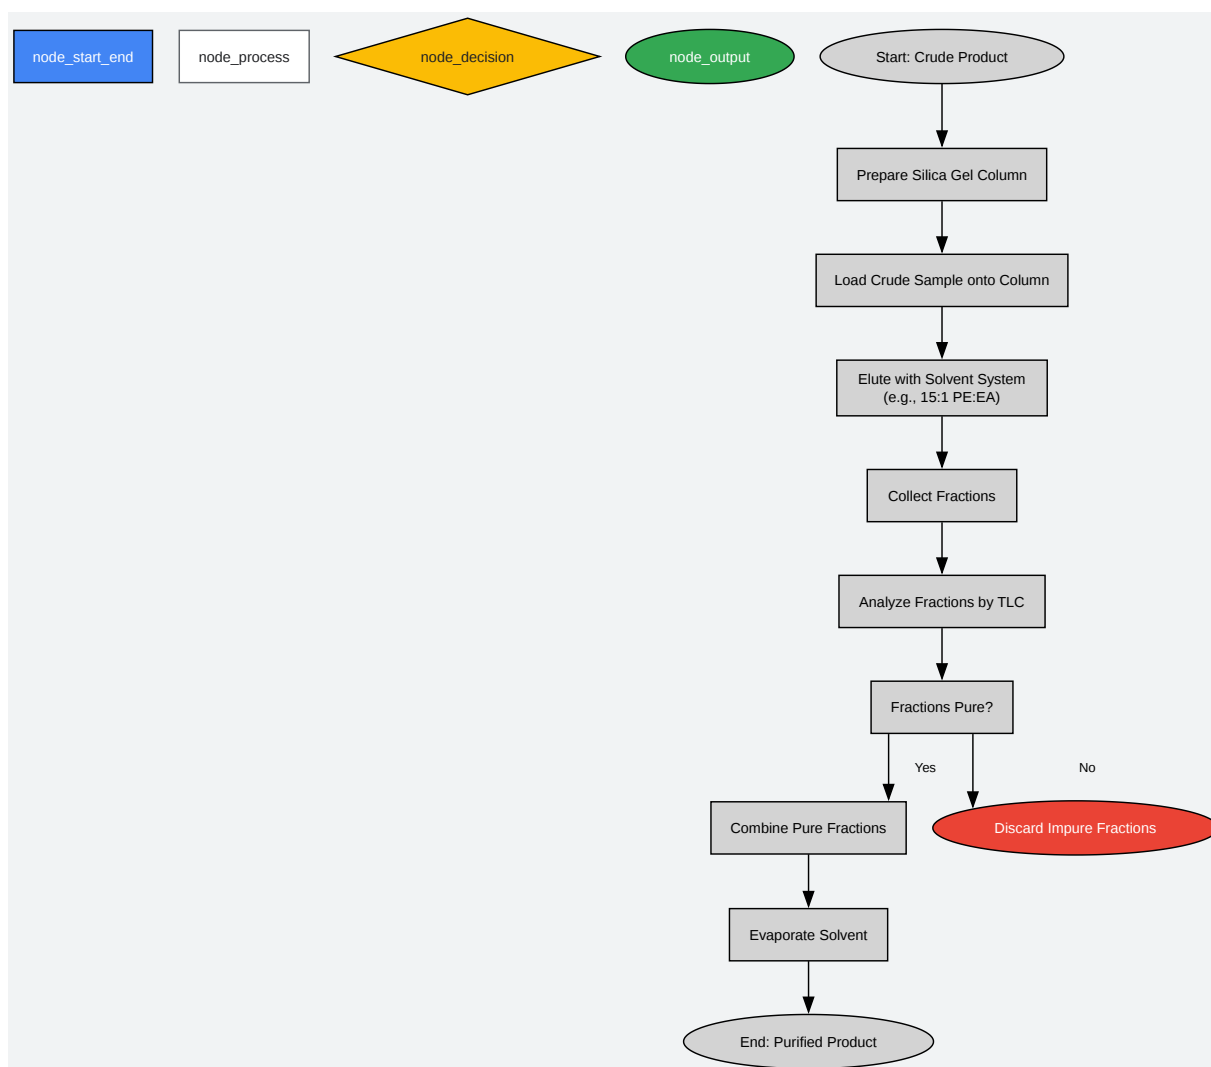 node_start_end
node_process
node_decision
node_output
Start: Crude Product
Prepare Silica Gel Column
Load Crude Sample onto Column
Elute with Solvent System
(e.g., 15:1 PE:EA)
Collect Fractions
Analyze Fractions by TLC
Fractions Pure?
Yes
No
Combine Pure Fractions
Discard Impure Fractions
Evaporate Solvent
End: Purified Product